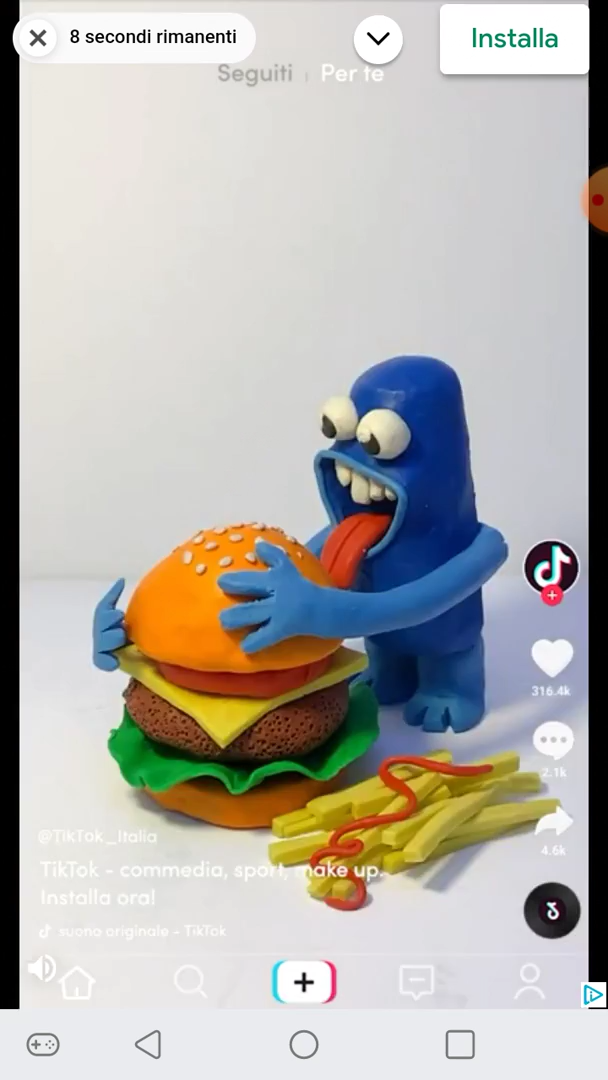 8 secondi rimanenti
Installa
Seguiti Per te
316.4k
2.1k
4.6k
@TikTok_Italia
TikTok - commedia, sport, make up.
Installa ora!
suono originale - TikTok